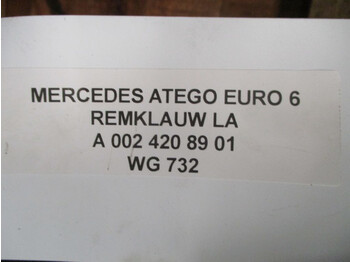 MERCEDES ATEGO EURO 6
REMKLAUW LA
A 002 420 89 01
WG 732